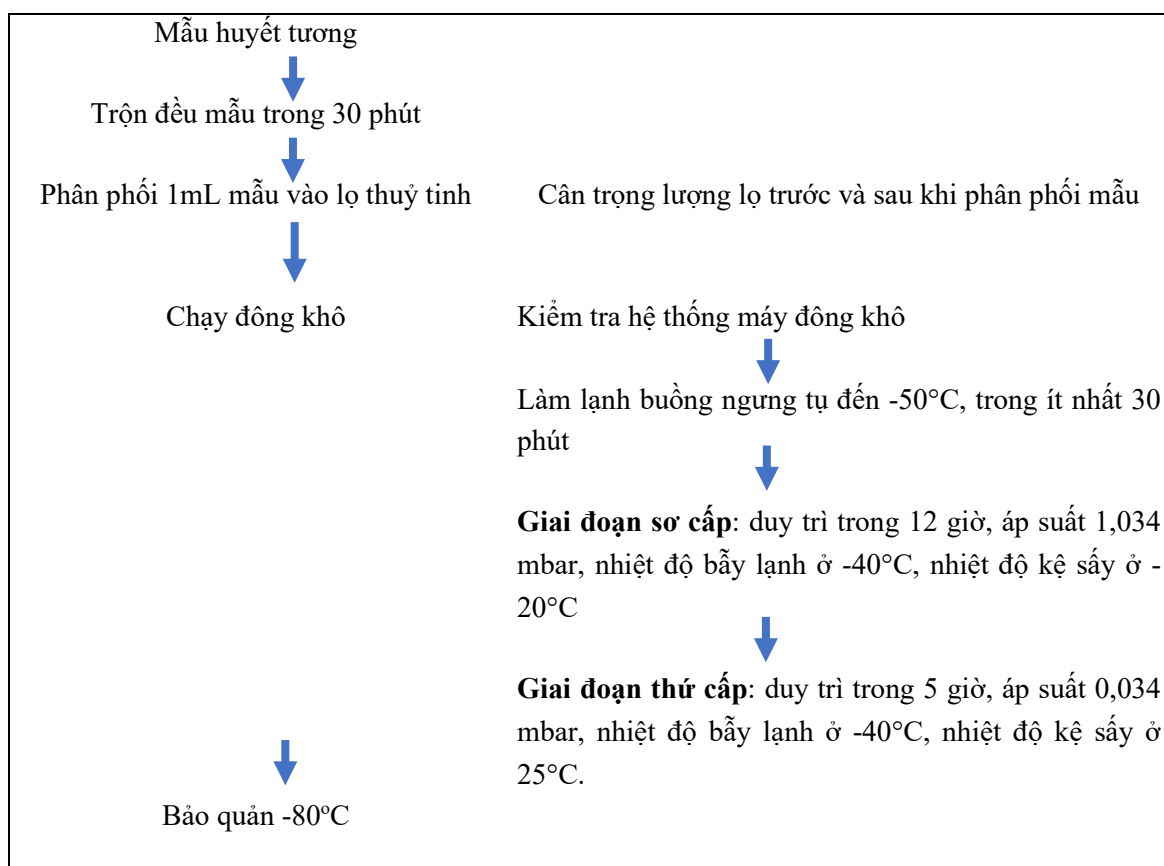 Mẫu huyết tương
Trộn đều mẫu trong 30 phút
Phân phối 1mL mẫu vào lọ thuỷ tinh
Cân trọng lượng lọ trước và sau khi phân phối mẫu
Chạy đông khô
Kiểm tra hệ thống máy đông khô
Làm lạnh buồng ngưng tụ đến -50°C, trong ít nhất 30
phút
Giai đoạn sơ cấp: duy trì trong 12 giờ, áp suất 1,034
mbar, nhiệt độ bẫy lạnh ở -40°C, nhiệt độ kệ sấy ở -
20°C
Giai đoạn thứ cấp: duy trì trong 5 giờ, áp suất 0,034
mbar, nhiệt độ bẫy lạnh ở -40°C, nhiệt độ kệ sấy ở
25°C.
Bảo quản -80ºC